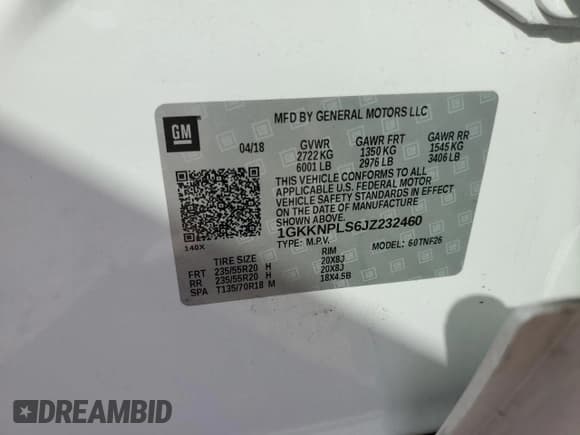 MFD BY GENERAL MOTORS LLC
GM
04/18 GVWR GAWR FRT GAWR RR
2722 KG 1350 KG 1545 KG
6001 LB 2976 LB 3406 LB
THIS VEHICLE CONFORMS TO ALL
APPLICABLE U.S. FEDERAL MOTOR
VEHICLE SAFETY STANDARDS IN EFFECT
ON THE DATE OF MANUFACTURE
SHOWN ABOVE.
1GKKNPLS6JZ232460
TYPE: M.P.V. MODEL: 60TNF26
140X
TIRE SIZE RIM
FRT 235/55R20 H 20X8J
RR 235/55R20 H 20X8J
SPA T135/70R18 M 18X4.5B
DREAMBID